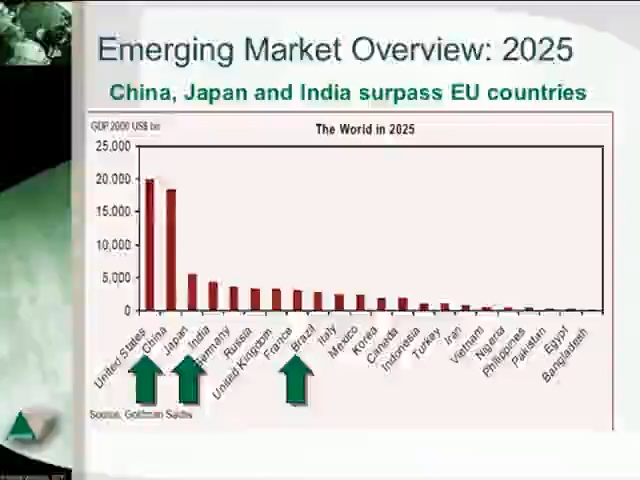 Emerging Market Overview: 2025
China, Japan and India surpass EU countries
GDP 2000 US$ bn
The World in 2025
25,000
20,000
15,000
10,000
5,000
0
United States
China
Japan
India
Germany
Russia
United Kingdom
France
Brazil
Italy
Mexico
Korea
Canada
Indonesia
Turkey
Iran
Vietnam
Nigeria
Philippines
Pakistan
Egypt
Bangladesh
Source, Goldman Sachs